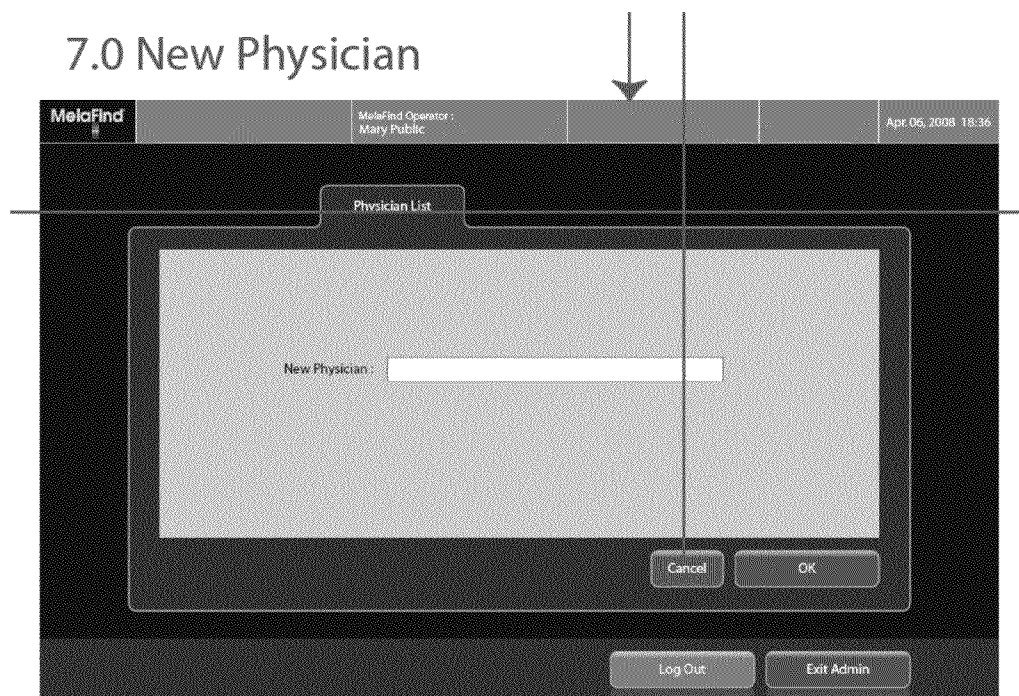 7.0 New Physician
MelaFind
MelaFind Operator :
Mary Public
Apr. 06, 2008 18:36
Physician List
New Physician :
Cancel
OK
Log Out
Exit Admin